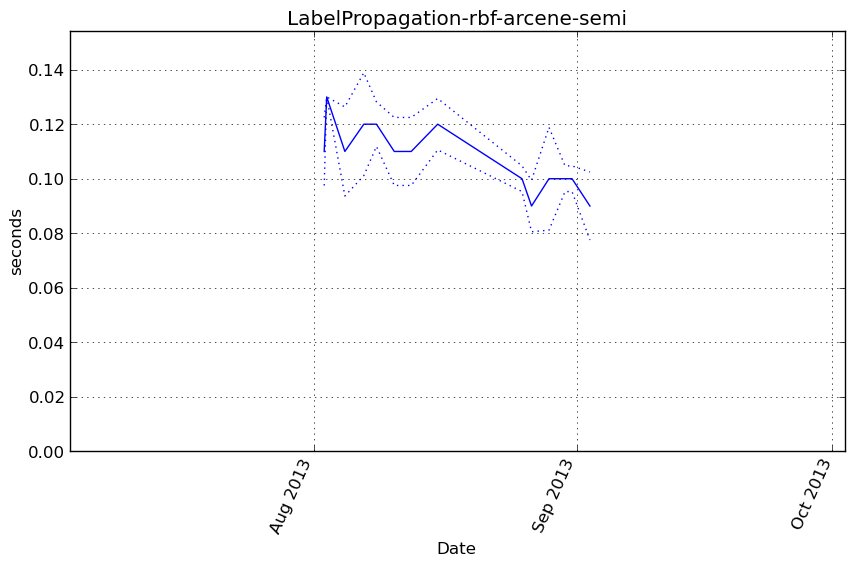 LabelPropagation-rbf-arcene-semi
0.14
0.12
0.10
0.08
0.06
0.04
0.02
0.00
seconds
Aug 2013
Sep 2013
Oct 2013
Date